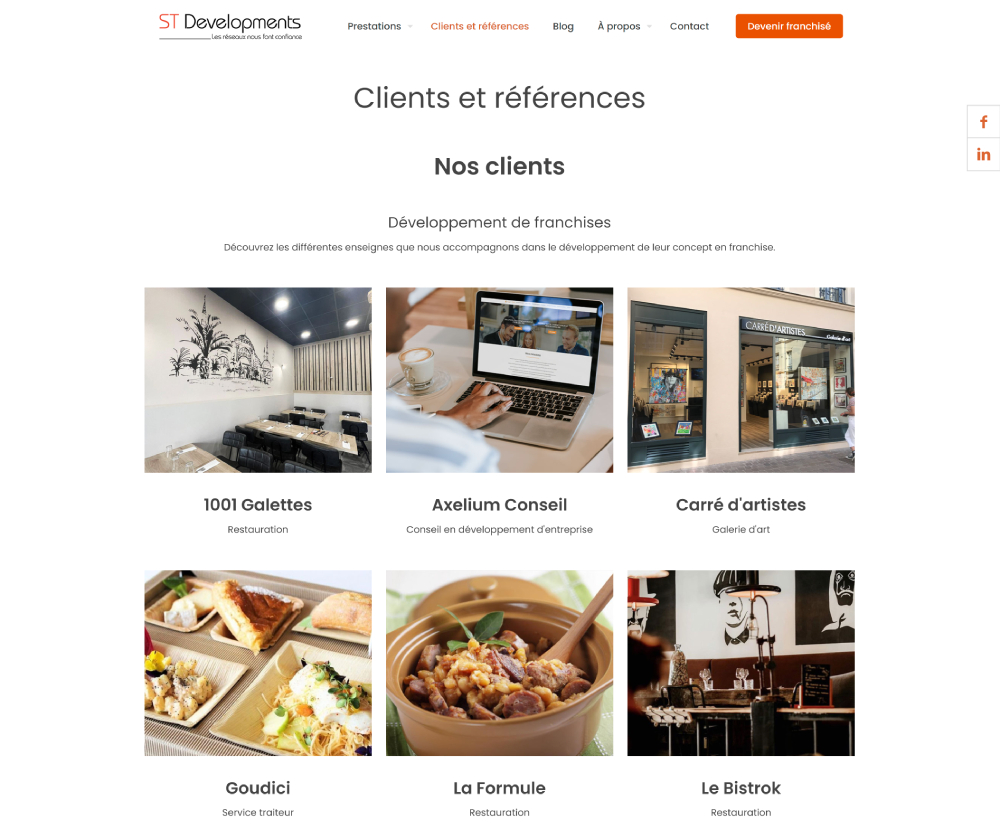 ST Developments
Les réseaux nous font confiance
Prestations
Clients et références
Blog
À propos
Contact
Devenir franchisé
Clients et références
Nos clients
Développement de franchises
Découvrez les différentes enseignes que nous accompagnons dans le développement de leur concept en franchise.
CARRÉ D'ARTISTES
Galerie d'art
1001 Galettes
Axelium Conseil
Carré d'artistes
Restauration
Conseil en développement d'entreprise
Galerie d'art
Goudici
La Formule
Le Bistrok
Service traiteur
Restauration
Restauration